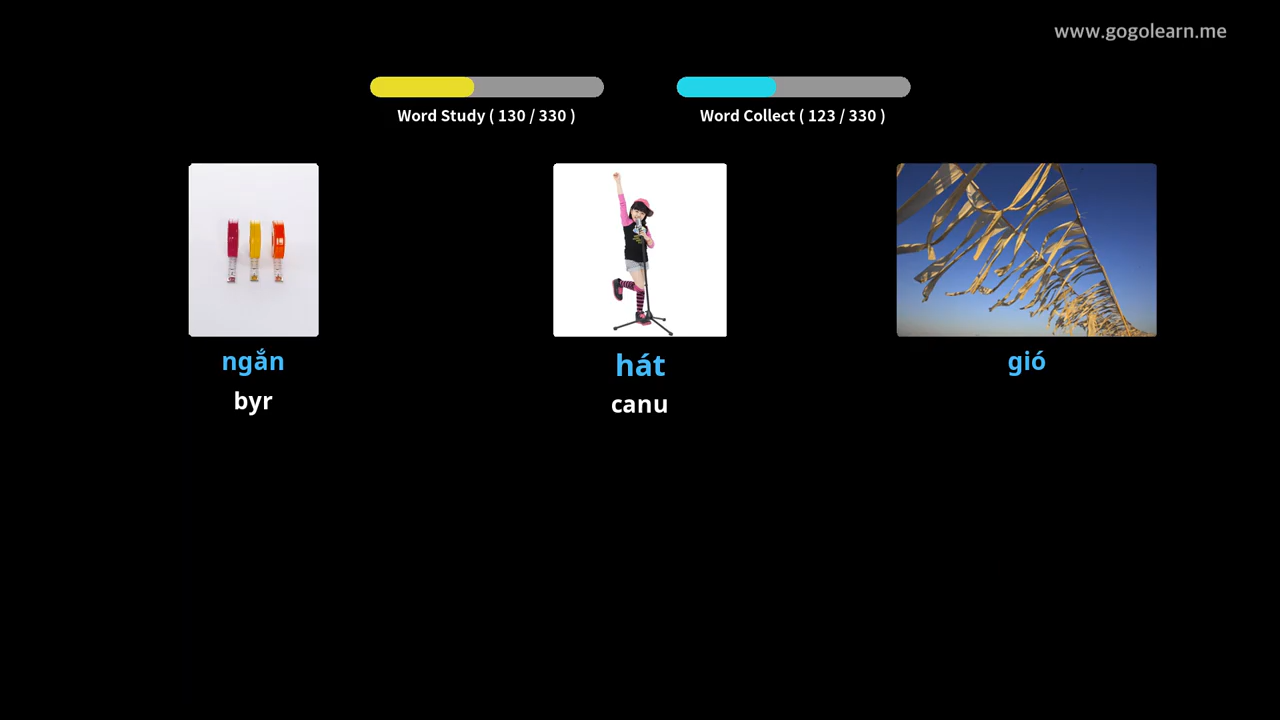 www.gogolearn.me
Word Study ( 130 / 330 )
Word Collect ( 123 / 330 )
ngắn
byr
hát
canu
gió